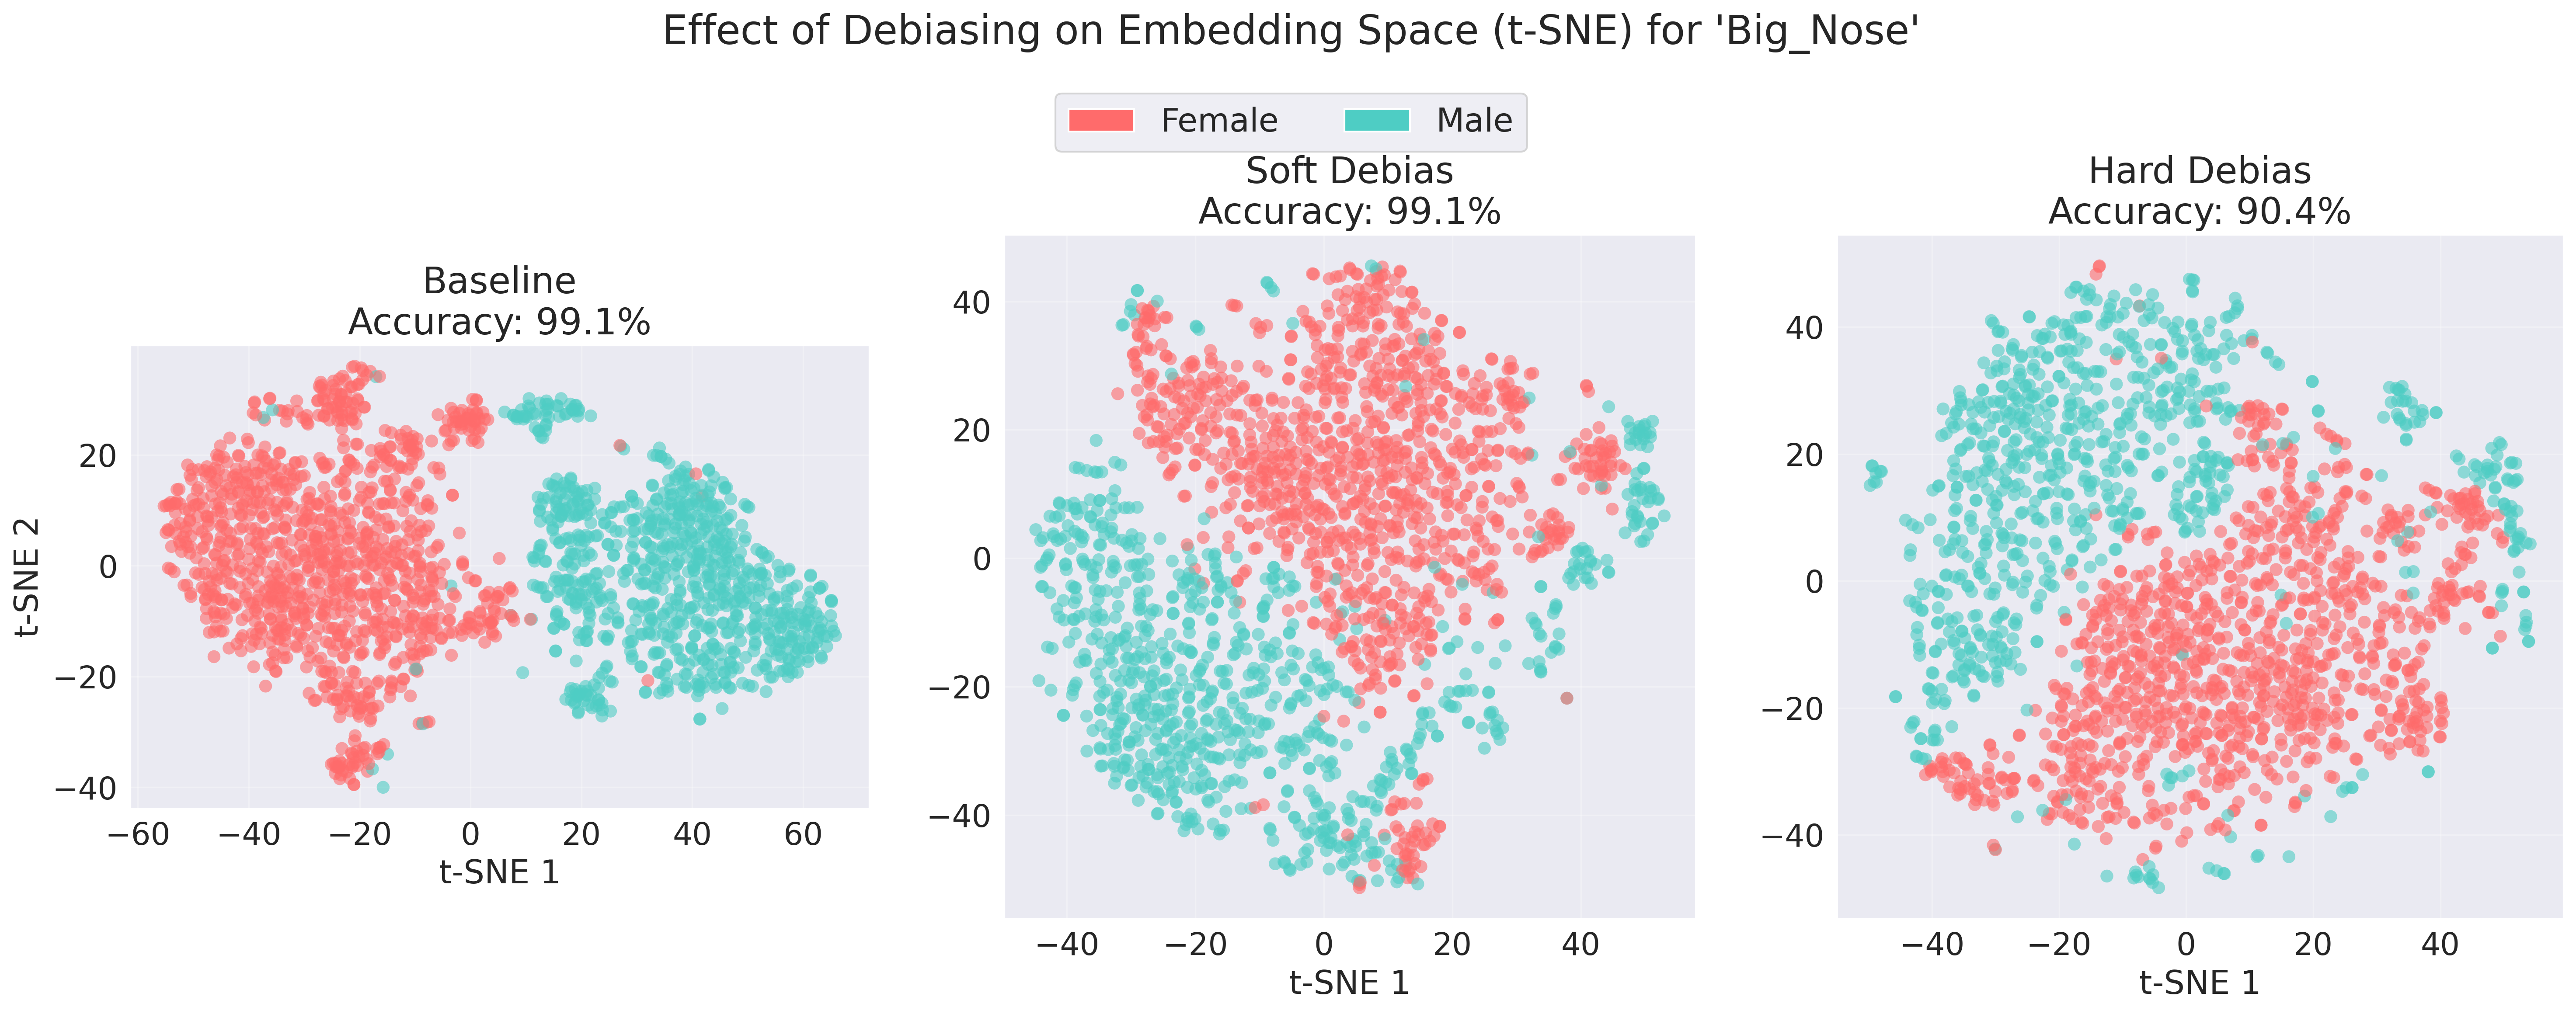 Effect of Debiasing on Embedding Space (t-SNE) for 'Big_Nose'
Female
Male
Baseline
Accuracy: 99.1%
t-SNE 2
20
0
−20
−40
−60
−40
−20
0
20
40
60
t-SNE 1
Soft Debias
Accuracy: 99.1%
40
20
0
−20
−40
−40
−20
0
20
40
t-SNE 1
Hard Debias
Accuracy: 90.4%
40
20
0
−20
−40
−40
−20
0
20
40
t-SNE 1